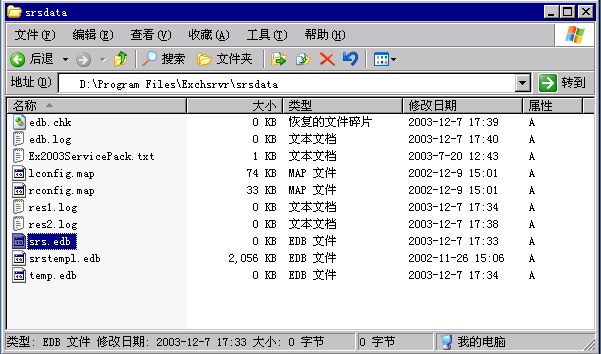 srsdata
文件(F) 编辑(E) 查看(V) 收藏(A) 工具(T) 帮助(H)
后退 搜索 文件夹
地址(D) D:\Program Files\Exchsrvr\srsdata 转到
名称 大小 类型 修改日期 属性
edb.chk 0 KB 恢复的文件碎片 2003-12-7 17:39 A
edb.log 0 KB 文本文档 2003-12-7 17:40 A
Ex2003ServicePack.txt 1 KB 文本文档 2003-7-20 12:43 A
lconfig.map 74 KB MAP 文件 2002-12-9 15:01 A
rconfig.map 33 KB MAP 文件 2002-12-9 15:01 A
res1.log 0 KB 文本文档 2003-12-7 17:34 A
res2.log 0 KB 文本文档 2003-12-7 17:38 A
srs.edb 0 KB EDB 文件 2003-12-7 17:33 A
srstempl.edb 2,056 KB EDB 文件 2002-11-26 15:06 A
temp.edb 0 KB EDB 文件 2003-12-7 17:34 A
类型: EDB 文件 修改日期: 2003-12-7 17:33 大小: 0 字节 0 字节 我的电脑